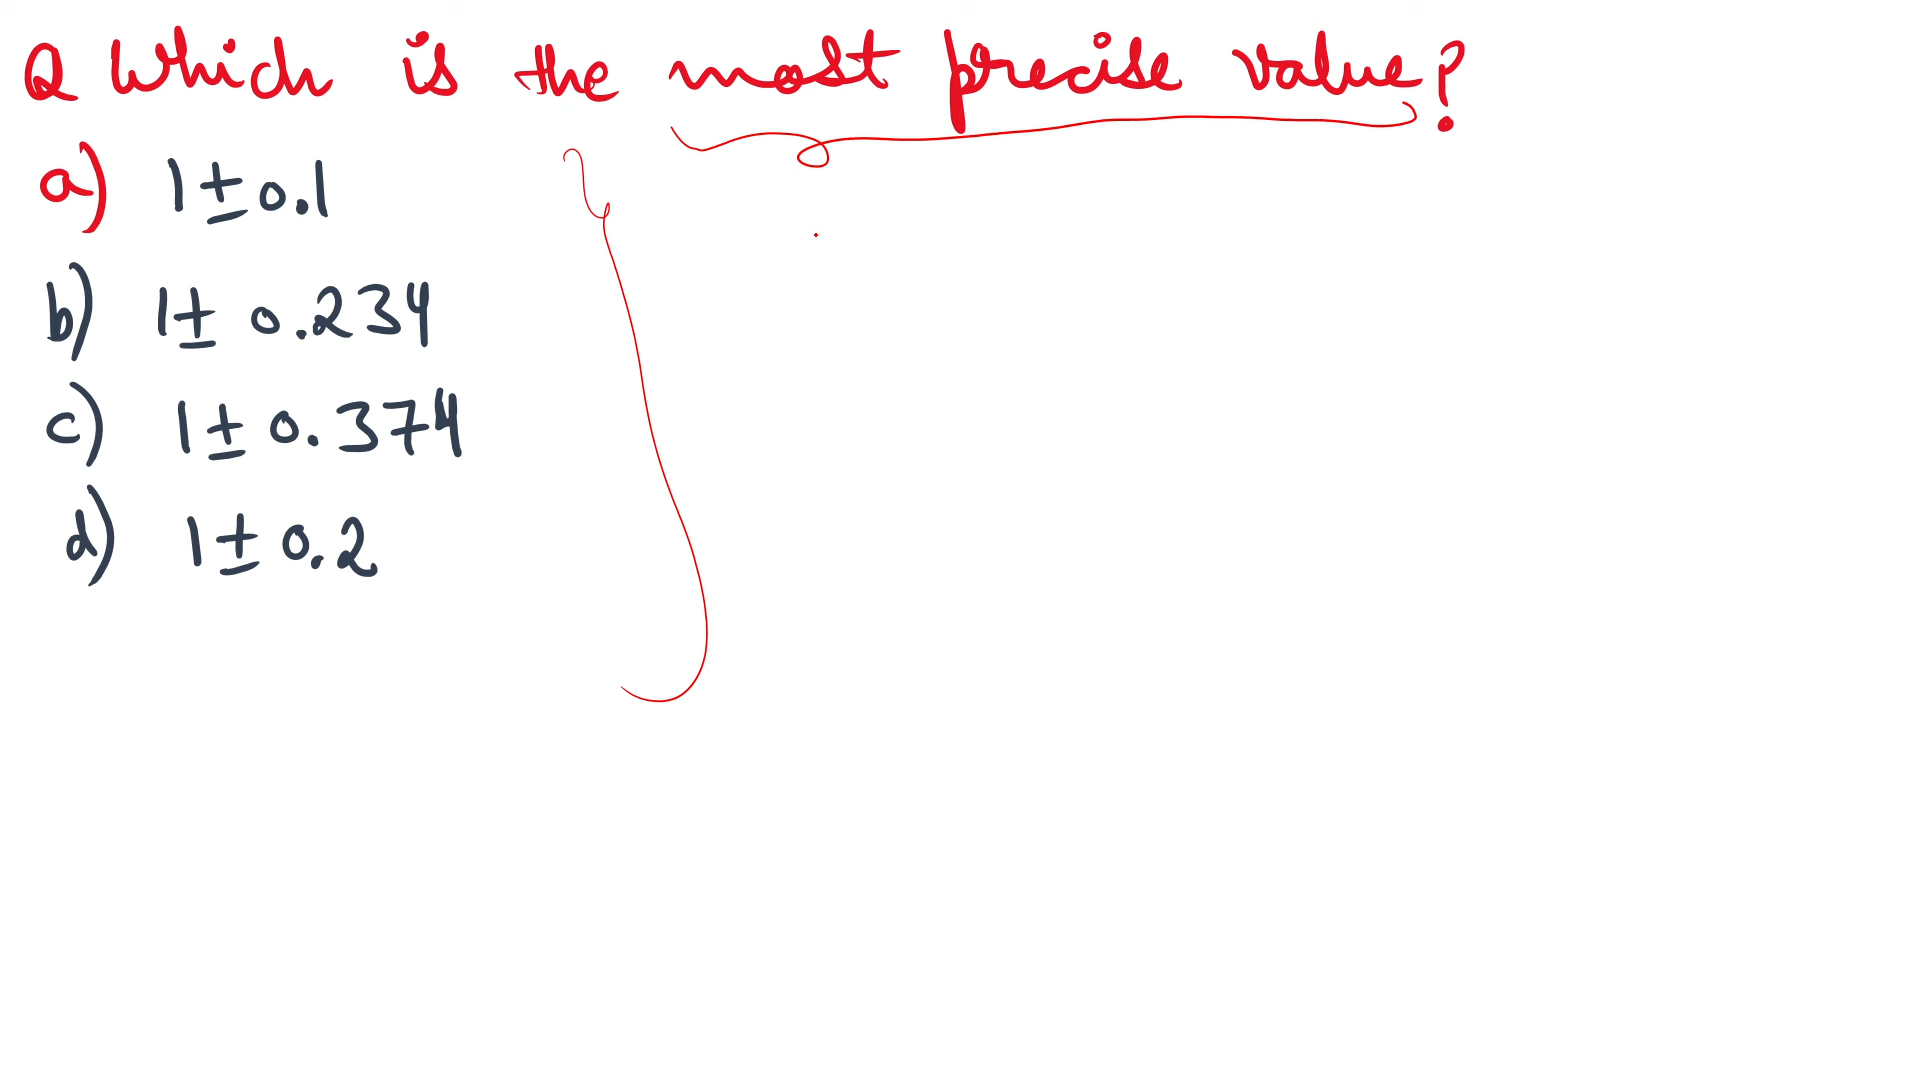 Q Which is the most precise value?
a) 1 ± 0.1
b) 1 ± 0.234
c) 1 ± 0.374
d) 1 ± 0.2